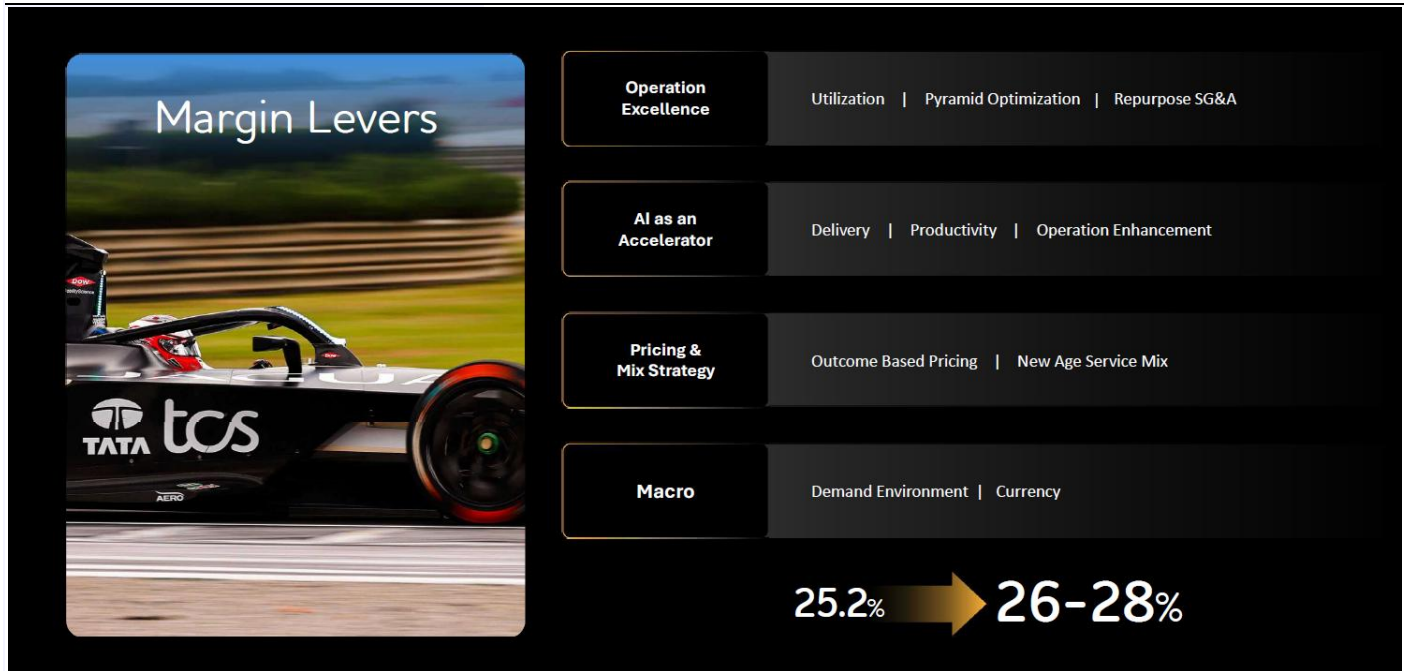 Margin Levers
DOW
TATA
tcs
AERO
Operation
Excellence
Utilization | Pyramid Optimization | Repurpose SG&A
AI as an
Accelerator
Delivery | Productivity | Operation Enhancement
Pricing &
Mix Strategy
Outcome Based Pricing | New Age Service Mix
Macro
Demand Environment | Currency
25.2% 26-28%